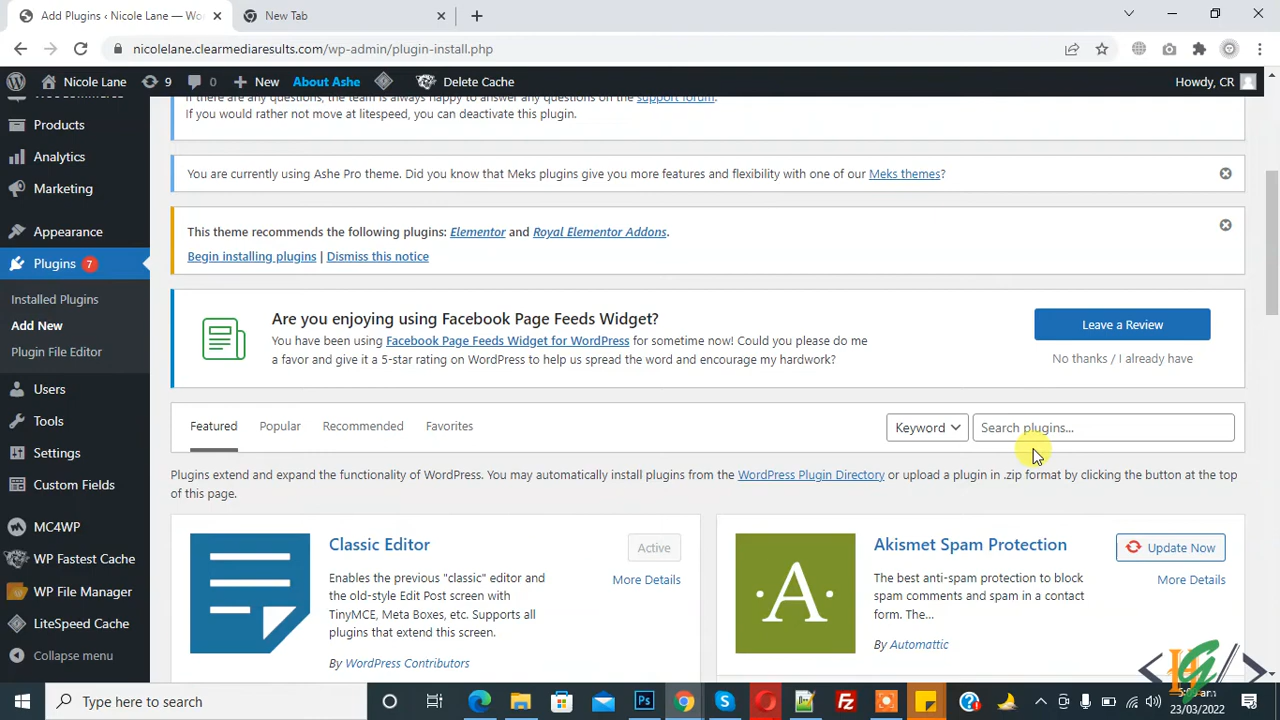 Add Plugins ‹ Nicole Lane — Wo
New Tab
nicolelane.clearmediaresults.com/wp-admin/plugin-install.php
Nicole Lane
9
0
New
About Ashe
Delete Cache
Howdy, CR
Products
Analytics
Marketing
Appearance
Plugins 7
Installed Plugins
Add New
Plugin File Editor
Users
Tools
Settings
Custom Fields
MC4WP
WP Fastest Cache
WP File Manager
LiteSpeed Cache
Collapse menu
If there are any questions, the team is always happy to answer any questions on the support forum.
If you would rather not move at litespeed, you can deactivate this plugin.
You are currently using Ashe Pro theme. Did you know that Meks plugins give you more features and flexibility with one of our Meks themes?
This theme recommends the following plugins: Elementor and Royal Elementor Addons.
Begin installing plugins | Dismiss this notice
Are you enjoying using Facebook Page Feeds Widget?
You have been using Facebook Page Feeds Widget for WordPress for sometime now! Could you please do me
a favor and give it a 5-star rating on WordPress to help us spread the word and encourage my hardwork?
Leave a Review
No thanks / I already have
Featured
Popular
Recommended
Favorites
Keyword
Search plugins...
Plugins extend and expand the functionality of WordPress. You may automatically install plugins from the WordPress Plugin Directory or upload a plugin in .zip format by clicking the button at the top
of this page.
Classic Editor
Active
More Details
Enables the previous "classic" editor and
the old-style Edit Post screen with
TinyMCE, Meta Boxes, etc. Supports all
plugins that extend this screen.
By WordPress Contributors
A
Akismet Spam Protection
Update Now
More Details
The best anti-spam protection to block
spam comments and spam in a contact
form. The...
By Automattic
Type here to search
Ps
23/03/2022